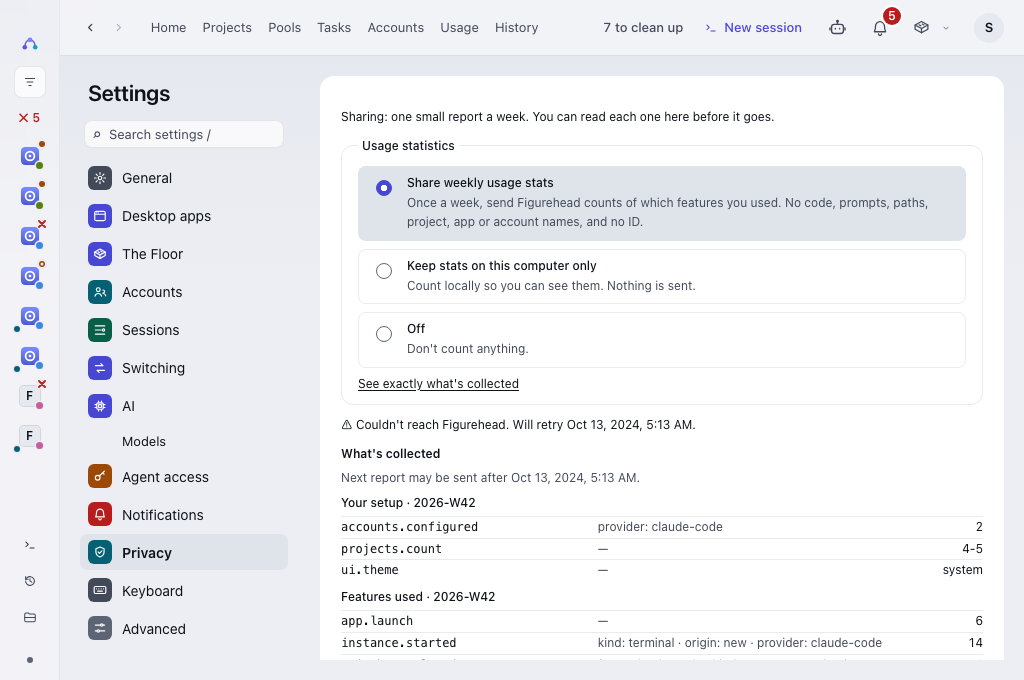 Home Projects Pools Tasks Accounts Usage History 7 to clean up New session 5 S
5
F
F
Settings
Search settings /
General
Desktop apps
The Floor
Accounts
Sessions
Switching
AI
Models
Agent access
Notifications
Privacy
Keyboard
Advanced
Sharing: one small report a week. You can read each one here before it goes.
Usage statistics
Share weekly usage stats
Once a week, send Figurehead counts of which features you used. No code, prompts, paths,
project, app or account names, and no ID.
Keep stats on this computer only
Count locally so you can see them. Nothing is sent.
Off
Don't count anything.
See exactly what's collected
Couldn't reach Figurehead. Will retry Oct 13, 2024, 5:13 AM.
What's collected
Next report may be sent after Oct 13, 2024, 5:13 AM.
Your setup · 2026-W42
accounts.configured provider: claude-code 2
projects.count — 4-5
ui.theme — system
Features used · 2026-W42
app.launch — 6
instance.started kind: terminal · origin: new · provider: claude-code 14